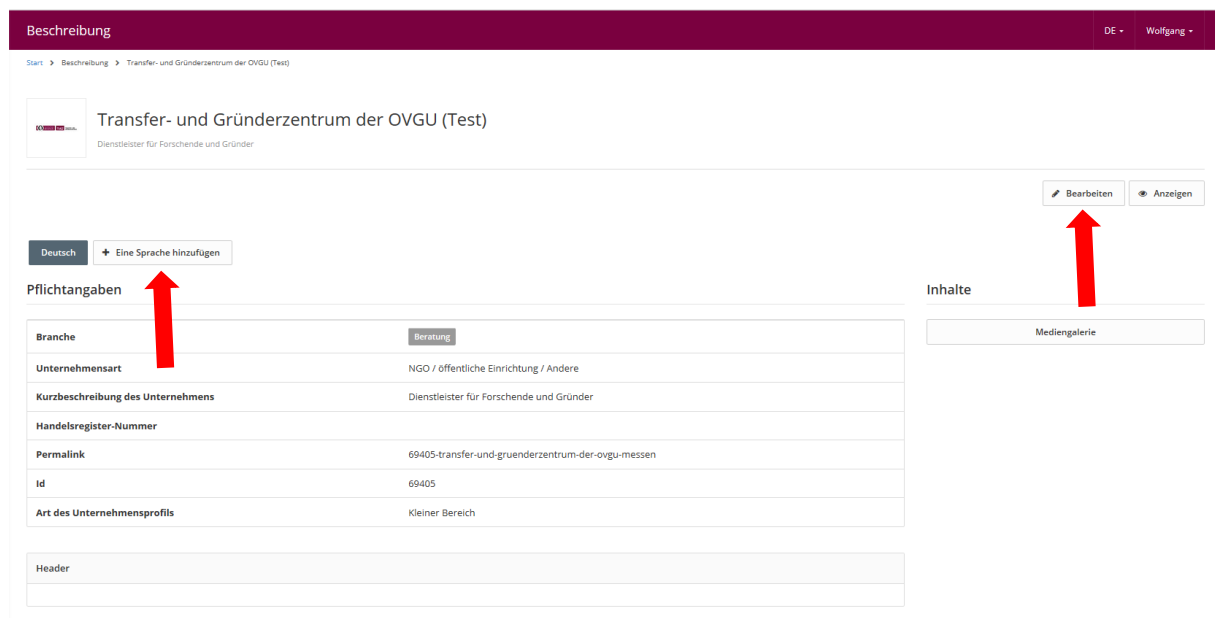 Beschreibung
DE
Wolfgang
Start > Beschreibung > Transfer- und Gründerzentrum der OVGU (Test)
Transfer- und Gründerzentrum der OVGU (Test)
Dienstleister für Forschende und Gründer
Bearbeiten
Anzeigen
Deutsch
+ Eine Sprache hinzufügen
Pflichtangaben
Inhalte
Branche Beratung
Mediengalerie
Unternehmensart NGO / öffentliche Einrichtung / Andere
Kurzbeschreibung des Unternehmens Dienstleister für Forschende und Gründer
Handelsregister-Nummer
Permalink 69405-transfer-und-gruenderzentrum-der-ovgu-messen
Id 69405
Art des Unternehmensprofils Kleiner Bereich
Header